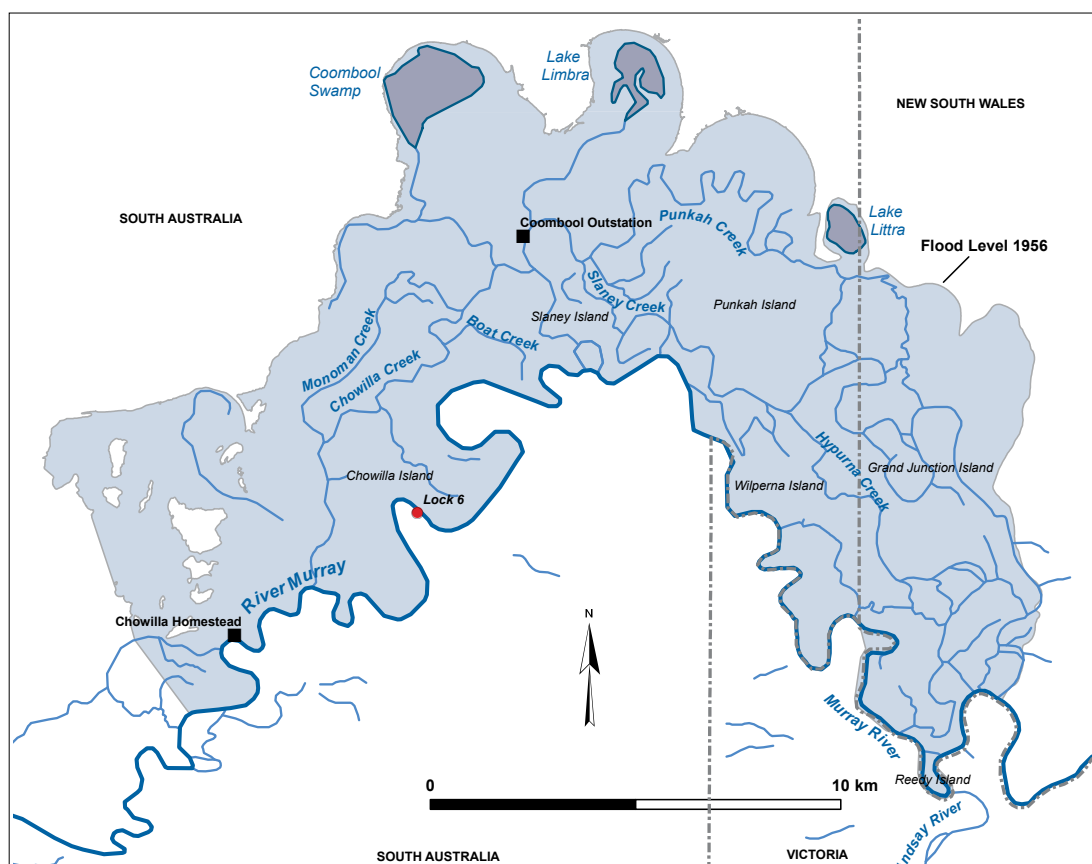 Coombool
Swamp
Lake
Limbra
NEW SOUTH WALES
SOUTH AUSTRALIA
Coombool Outstation
Punkah Creek
Lake
Littra
Flood Level 1956
Slaney Creek
Punkah Island
Slaney Island
Monoman Creek
Boat Creek
Chowilla Creek
Hypurna Creek
Grand Junction Island
Chowilla Island
Wilperna Island
Lock 6
River Murray
Chowilla Homestead
N
Murray River
Reedy Island
0
10 km
ndsay River
SOUTH AUSTRALIA
VICTORIA